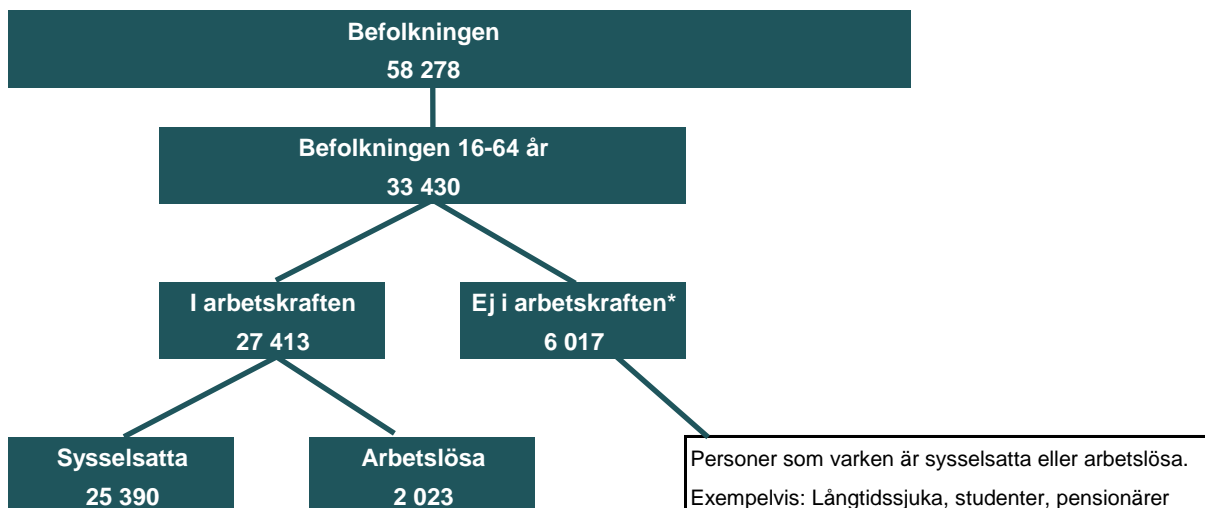 Befolkningen
58 278
Befolkningen 16-64 år
33 430
I arbetskraften
27 413
Ej i arbetskraften*
6 017
Sysselsatta
25 390
Arbetslösa
2 023
Personer som varken är sysselsatta eller arbetslösa.
Exempelvis: Långtidssjuka, studenter, pensionärer